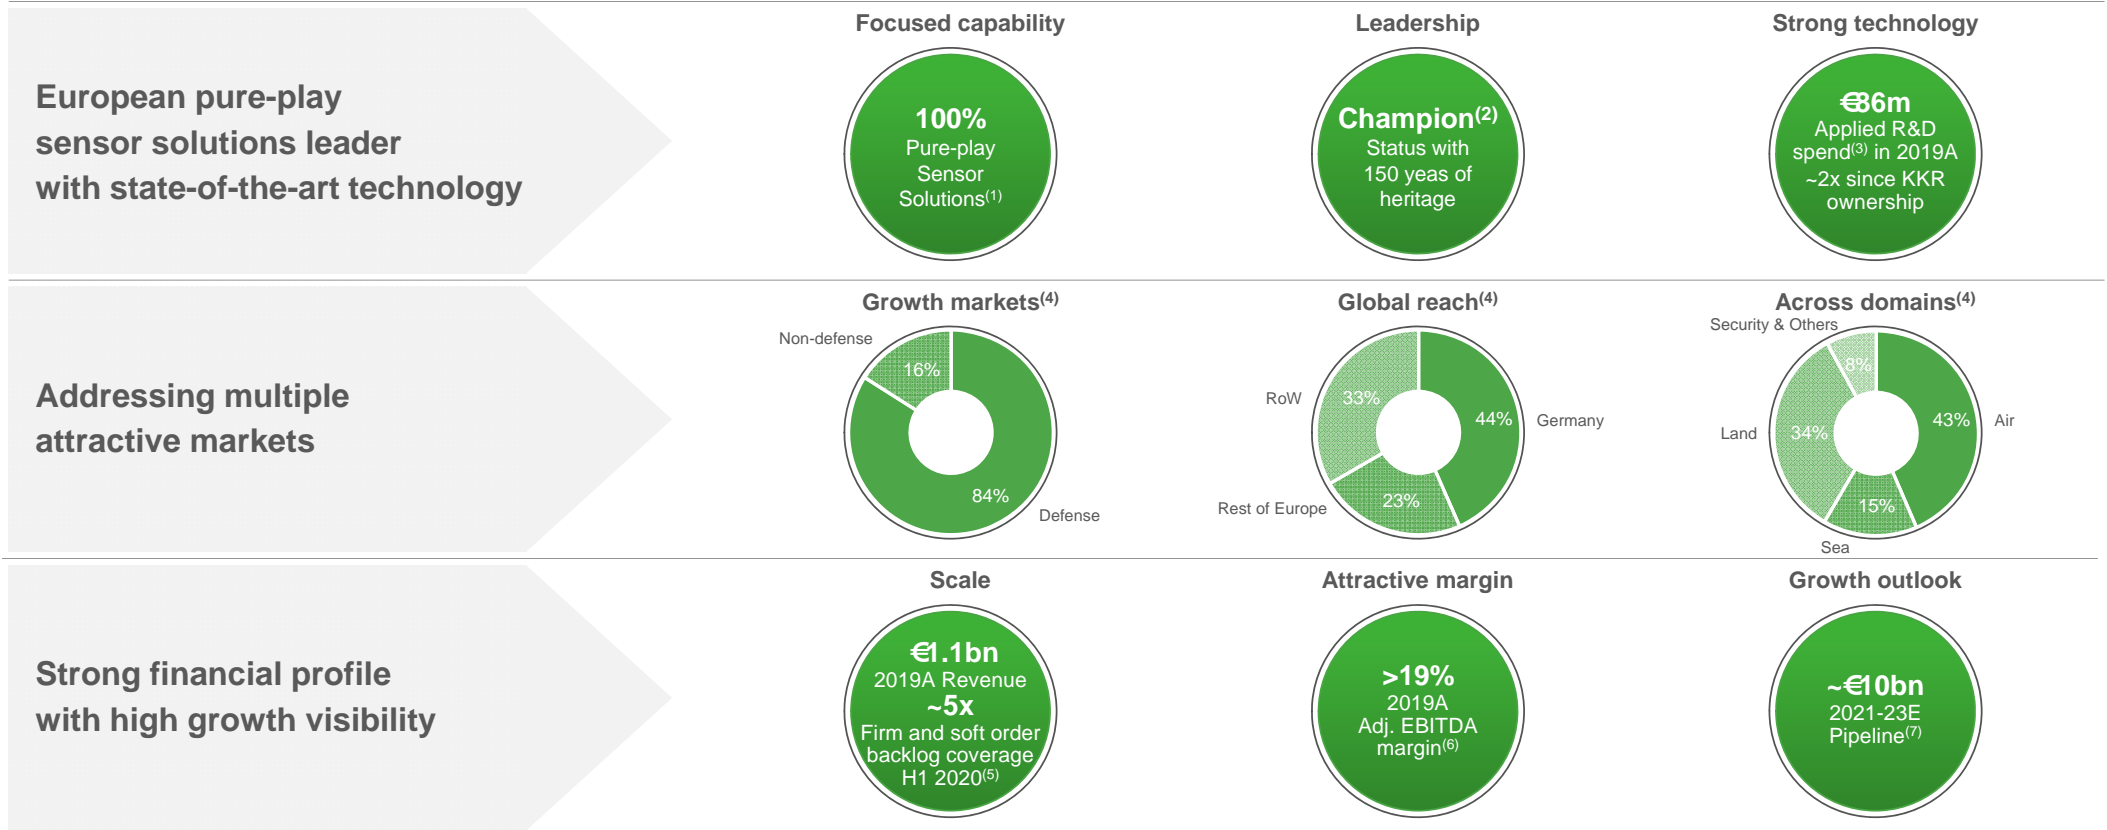 European pure-play
sensor solutions leader
with state-of-the-art technology
Focused capability
100%
Pure-play
Sensor
Solutions(1)
Leadership
Champion(2)
Status with
150 yeas of
heritage
Strong technology
€86m
Applied R&D
spend(3) in 2019A
~2x since KKR
ownership
Addressing multiple
attractive markets
Growth markets(4)
Non-defense
16%
84%
Defense
Global reach(4)
RoW
33%
44%
Germany
Rest of Europe
23%
Across domains(4)
Security & Others
8%
43%
Air
Land
34%
15%
Sea
Strong financial profile
with high growth visibility
Scale
€1.1bn
2019A Revenue
~5x
Firm and soft order
backlog coverage
H1 2020(5)
Attractive margin
>19%
2019A
Adj. EBITDA
margin(6)
Growth outlook
~€10bn
2021-23E
Pipeline(7)